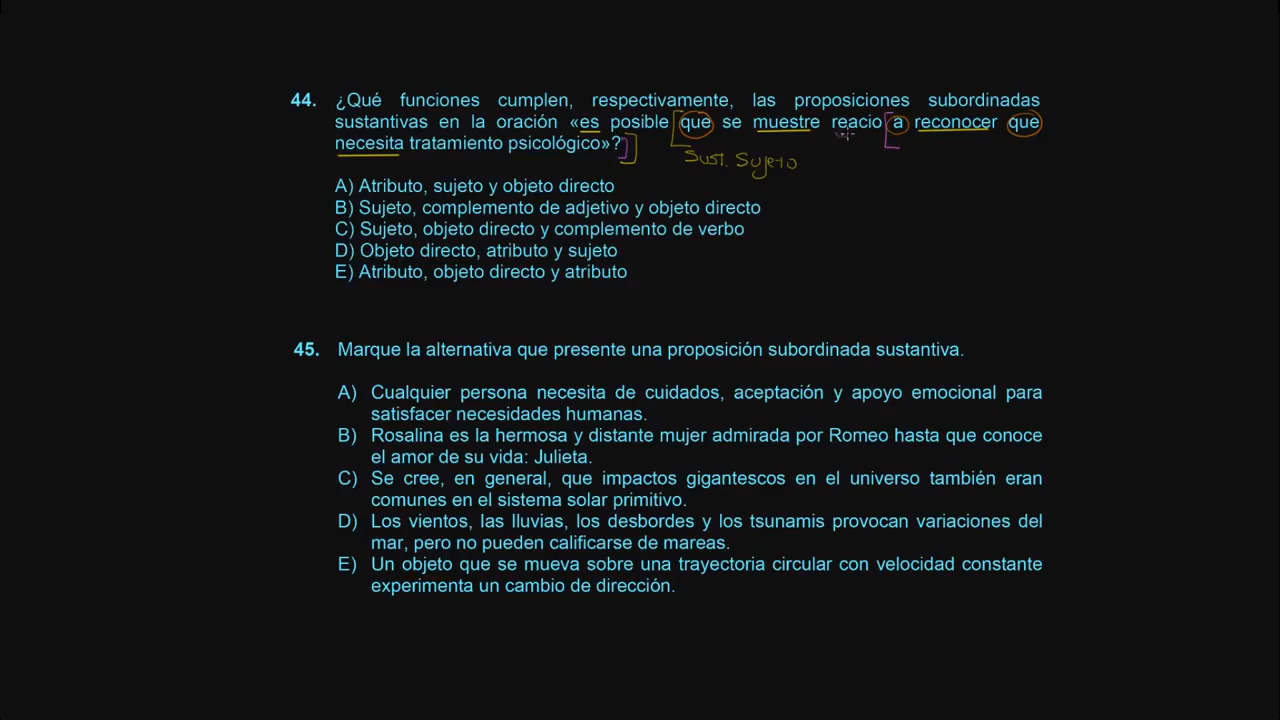 44. ¿Qué funciones cumplen, respectivamente, las proposiciones subordinadas
sustantivas en la oración «es posible que se muestre reacio a reconocer que
necesita tratamiento psicológico»?
Sust. Sujeto
A) Atributo, sujeto y objeto directo
B) Sujeto, complemento de adjetivo y objeto directo
C) Sujeto, objeto directo y complemento de verbo
D) Objeto directo, atributo y sujeto
E) Atributo, objeto directo y atributo
45. Marque la alternativa que presente una proposición subordinada sustantiva.
A) Cualquier persona necesita de cuidados, aceptación y apoyo emocional para
satisfacer necesidades humanas.
B) Rosalina es la hermosa y distante mujer admirada por Romeo hasta que conoce
el amor de su vida: Julieta.
C) Se cree, en general, que impactos gigantescos en el universo también eran
comunes en el sistema solar primitivo.
D) Los vientos, las lluvias, los desbordes y los tsunamis provocan variaciones del
mar, pero no pueden calificarse de mareas.
E) Un objeto que se mueva sobre una trayectoria circular con velocidad constante
experimenta un cambio de dirección.